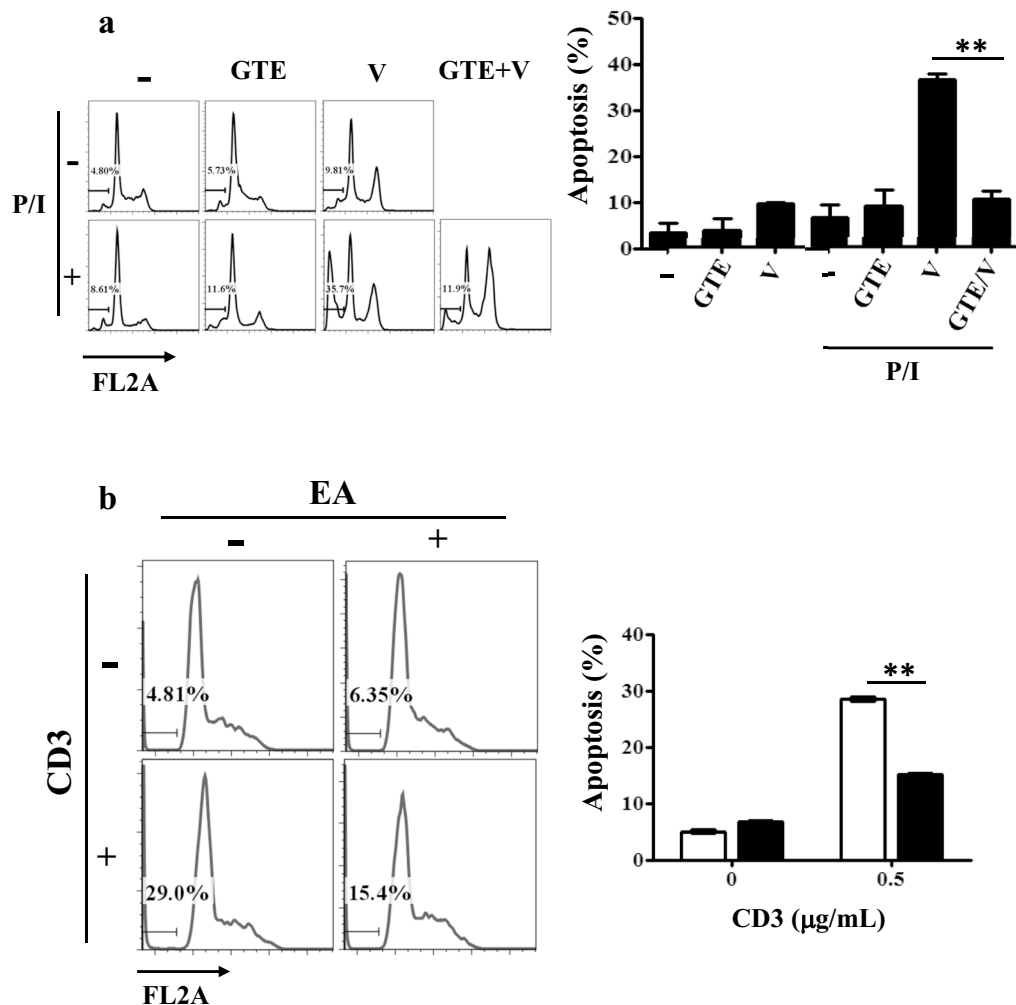 a
- GTE V GTE+V
P/I
-
4.80% 5.73% 9.81%
+
8.61% 11.6% 35.7% 11.9%
FL2A
Apoptosis (%)
50
40
30
20
10
0
**
- GTE V - GTE V GTE/V
P/I
b
EA
- +
CD3
-
4.81% 6.35%
+
29.0% 15.4%
FL2A
Apoptosis (%)
40
30
20
10
0
**
0 0.5
CD3 (μg/mL)